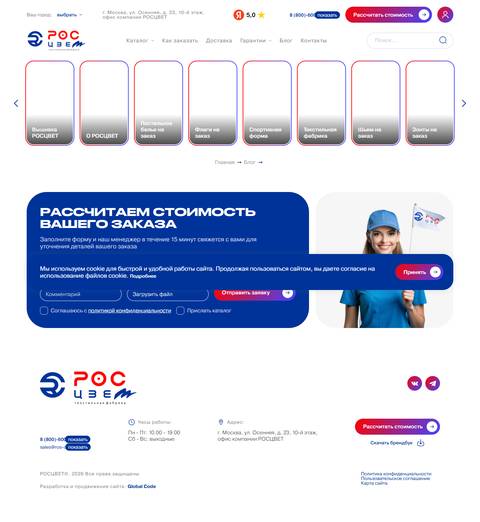 Ваш город: выбрать
г. Москва, ул. Осенняя, д. 23, 10-й этаж,
офис компании РОСЦВЕТ
5,0
8 (800)-600 показать
Рассчитать стоимость
РОС
ЦВЕТ
Каталог Как заказать Доставка Гарантии Блог Контакты
Поиск...
Вышивка РОСЦВЕТ
О РОСЦВЕТ
Постельное белье на заказ
Флаги на заказ
Спортивная форма
Текстильная фабрика
Шьем на заказ
Зонты на заказ
Главная → Блог →
РАССЧИТАЕМ СТОИМОСТЬ
ВАШЕГО ЗАКАЗА
Заполните форму и наш менеджер в течение 15 минут свяжется с вами для
уточнения деталей вашего заказа
Мы используем cookie для быстрой и удобной работы сайта. Продолжая пользоваться сайтом, вы даете согласие на
использование файлов cookie. Подробнее
Принять
Комментарий
Загрузить файл
Отправить заявку
Соглашаюсь с политикой конфиденциальности
Прислать каталог
РОС
ЦВЕТ
текстильная фабрика
Часы работы:
Пн - Пт: 10:00 - 19:00
Сб - Вс: выходные
Адрес:
г. Москва, ул. Осенняя, д. 23, 10-й этаж,
офис компании РОСЦВЕТ
8 (800)-600 показать
sales@ros- показать
Рассчитать стоимость
Скачать брендбук
РОСЦВЕТ®. 2026 Все права защищены
Разработка и продвижение сайта: Global Code
Политика конфиденциальности
Пользовательское соглашение
Карта сайта